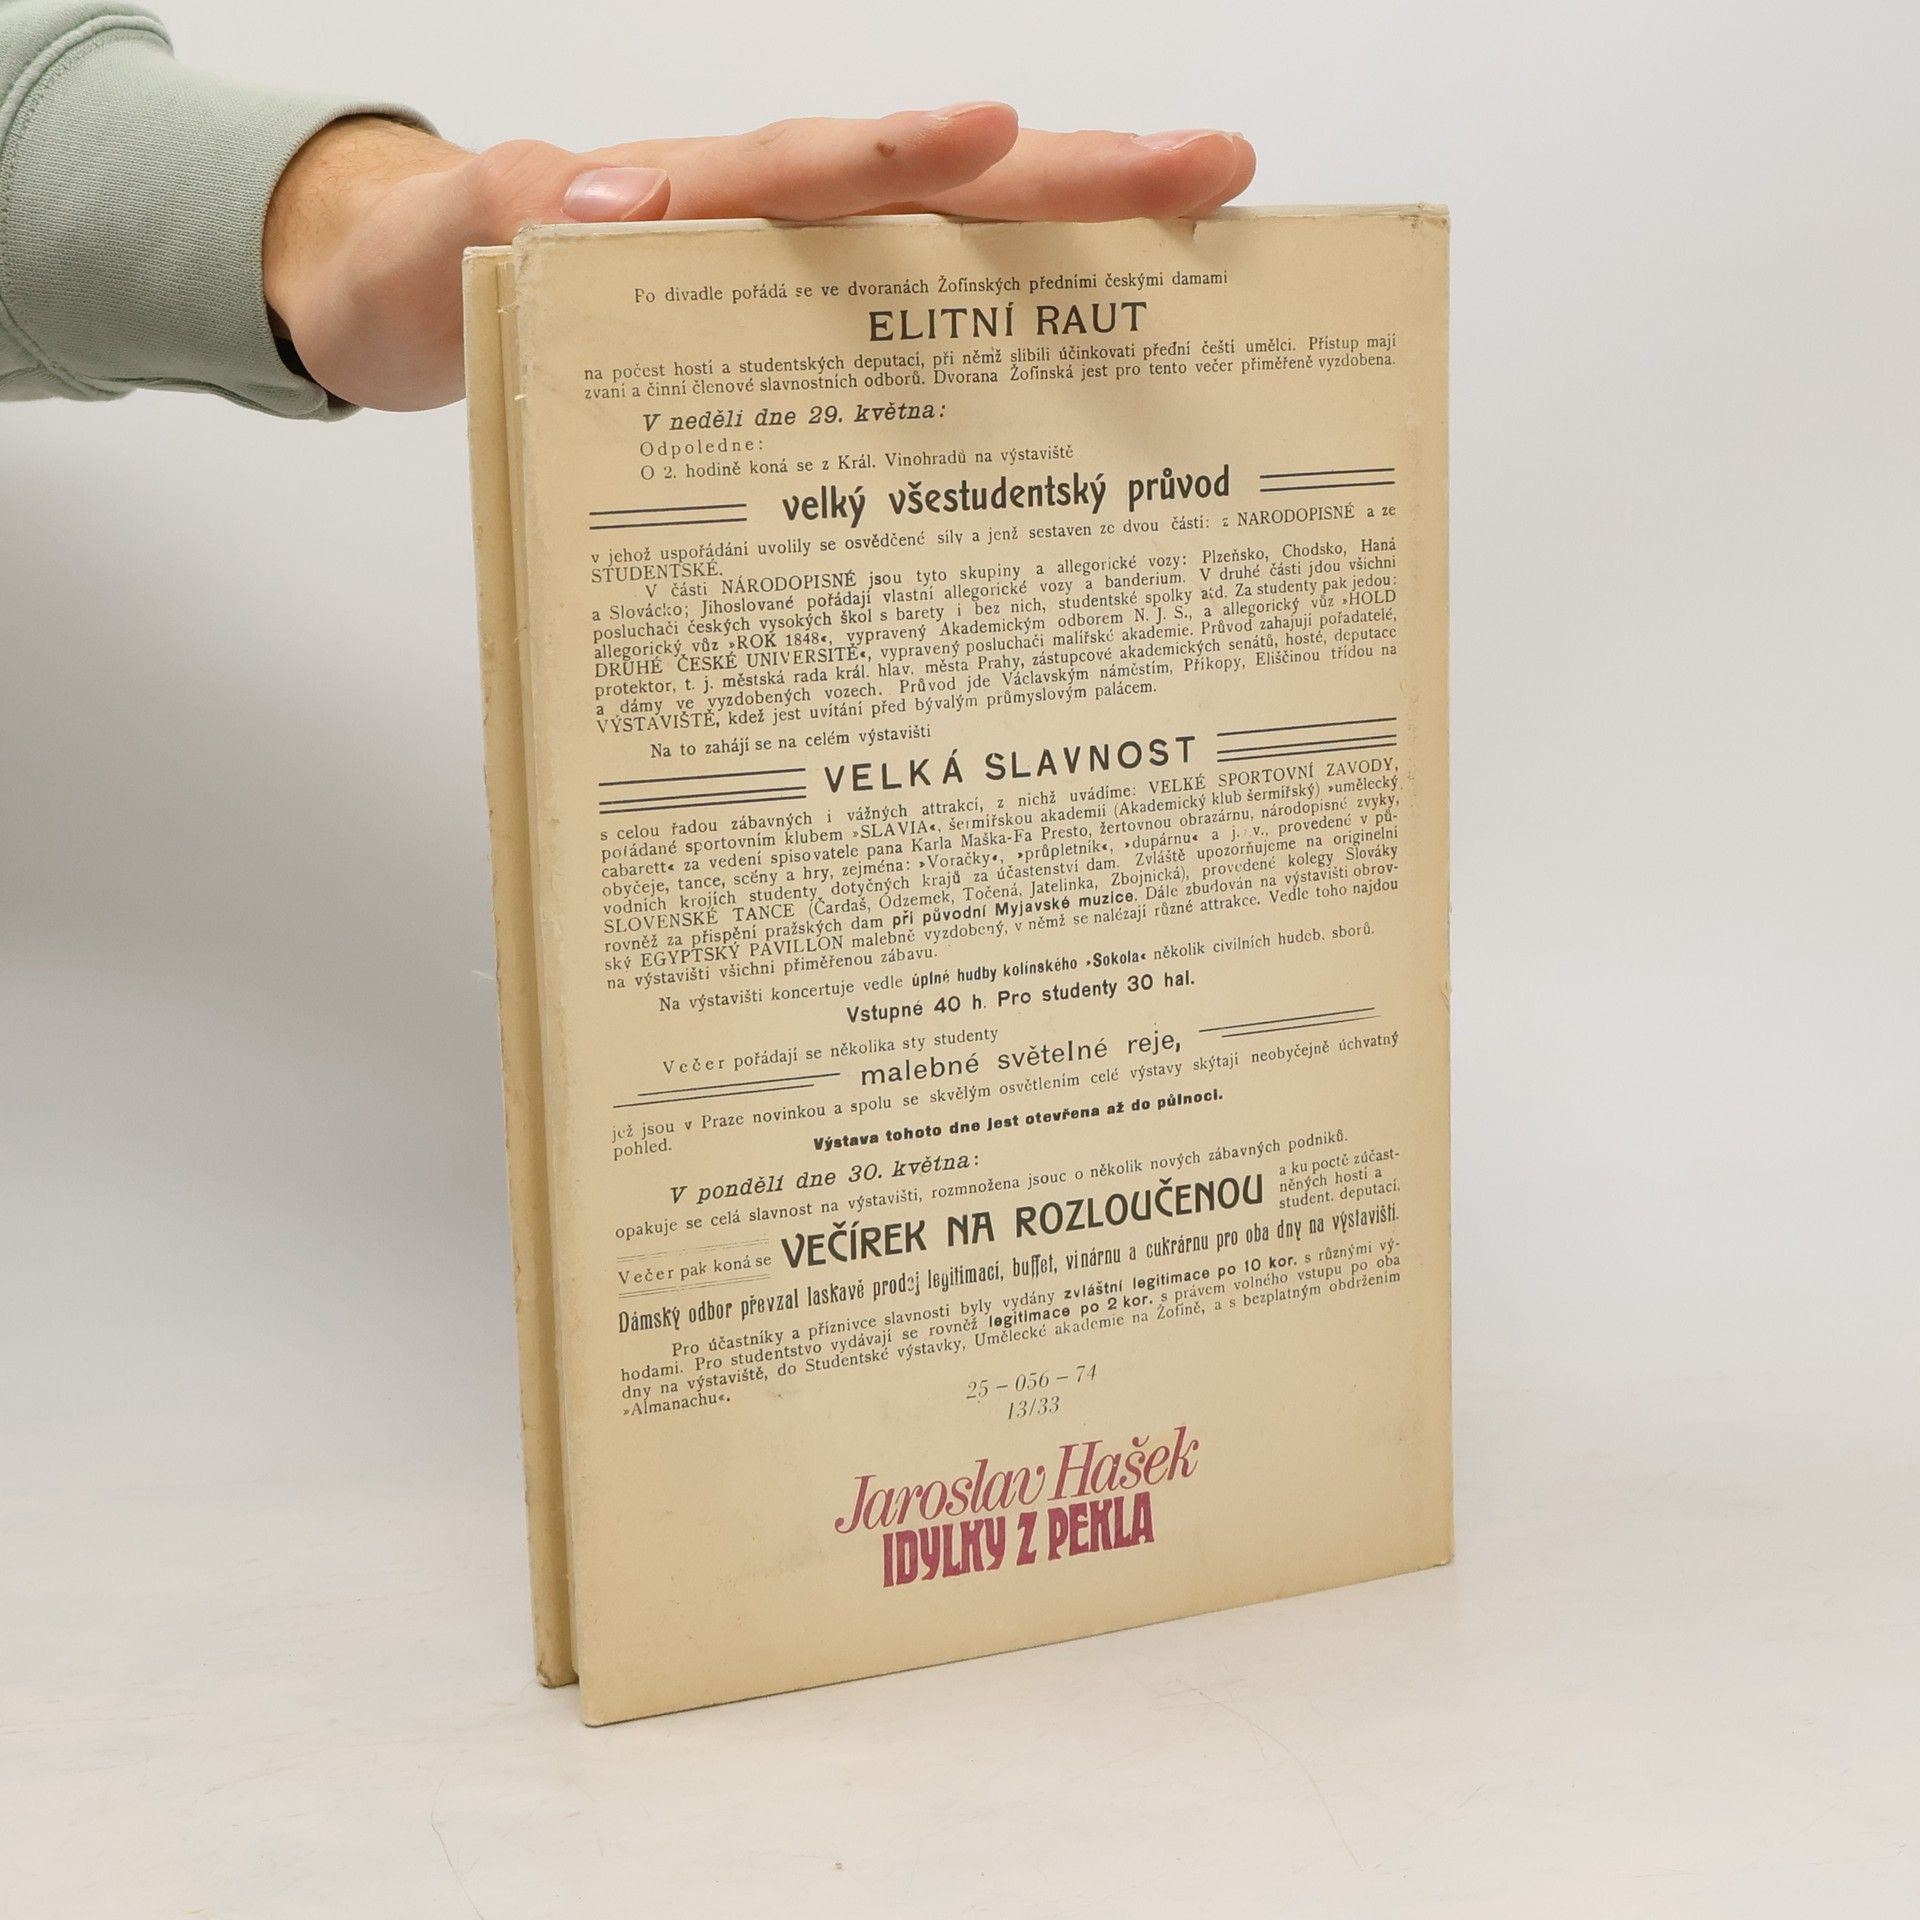 Po divadle pořádá se ve dvoranách Žofínských předními českými damami
ELITNÍ RAUT
na počest hostí a studentských deputací, při němž slíbili účinkovati přední čeští umělci. Přístup mají
zvaní a činní členové slavnostních odborů. Dvorana Žofínská jest pro tento večer přiměřeně vyzdobena.
V neděli dne 29. května:
Odpoledne:
O 2. hodině koná se z Král. Vinohradů na výstaviště
velký všestudentský průvod
v jehož uspořádání uvolily se osvědčené síly a jenž sestaven ze dvou částí: z NARODOPISNÉ a ze
STUDENTSKÉ.
V části NÁRODOPISNÉ jsou tyto skupiny a allegorické vozy: Plzeňsko, Chodsko, Haná
a Slovácko; Jihoslované pořádají vlastní allegorické vozy a banderium. V druhé části jdou všichni
posluchači českých vysokých škol s barety i bez nich, studentské spolky atd. Za studenty pak jedou:
allegorický vůz »ROK 1848«, vypravený Akademickým odborem N. J. S., a allegorický vůz »HOLD
DRUHÉ ČESKÉ UNIVERSITĚ«, vypravený posluchači malířské akademie. Průvod zahajují pořadatelé,
protektor, t. j. městská rada král. hlav. města Prahy, zástupcové akademických senátů, hosté, deputace
a dámy ve vyzdobených vozech. Průvod jde Václavským náměstím, Příkopy, Eliščinou třídou na
VÝSTAVIŠTĚ, kdež jest uvítání před bývalým průmyslovým palácem.
Na to zahájí se na celém výstavišti
VELKÁ SLAVNOST
s celou řadou zábavných i vážných attrakcí, z nichž uvádíme: VELKÉ SPORTOVNÍ ZAVODY,
pořádané sportovním klubem »SLAVIA«, šermířskou akademii (Akademický klub šermířský) »umělecký
cabarett« za vedení spisovatele pana Karla Maška-Fa Presto, žertovnou obrazárnu, národopisné zvyky,
obyčeje, tance, scény a hry, zejména: »Voračky«, »průpletník«, »dupárnu« a j. v., provedené v pů-
vodních krojích studenty dotyčných krajů za účastenství dam. Zvláště upozorňujeme na originelní
SLOVENSKÉ TANCE (Čardaš, Odzemek, Točená, Jatelinka, Zbojnická), provedené kolegy Slováky
rovněž za přispění pražských dam při původní Myjavské muzice. Dále zbudován na výstavišti obrov-
ský EGYPTSKÝ PAVILLON malebně vyzdobený, v němž se nalézají různé attrakce. Vedle toho najdou
na výstavišti všichni přiměřenou zábavu.
Na výstavišti koncertuje vedle úplné hudby kolínského »Sokola« několik civilních hudeb. sborů.
Vstupné 40 h. Pro studenty 30 hal.
Večer pořádají se několika sty studenty
malebné světelné reje,
jež jsou v Praze novinkou a spolu se skvělým osvětlením celé výstavy skýtají neobyčejně úchvatný
pohled.
Výstava tohoto dne jest otevřena až do půlnoci.
V pondělí dne 30. května:
opakuje se celá slavnost na výstavišti, rozmnožena jsouc o několik nových zábavných podniků.
Večer pak koná se VEČÍREK NA ROZLOUČENOU a ku poctě zúčast-
něných hostí a
student. deputací.
Dámský odbor převzal laskavě prodej legitimací, buffet, vinárnu a cukrárnu pro oba dny na výstavišti.
Pro účastníky a příznivce slavnosti byly vydány zvláštní legitimace po 10 kor. s různými vý-
hodami. Pro studentstvo vydávají se rovněž legitimace po 2 kor. s právem volného vstupu po oba
dny na výstaviště, do Studentské výstavky, Umělecké akademie na Žofíně, a s bezplatným obdržením
»Almanachu«.
25 – 056 – 74
13/33
Jaroslav Hašek
IDYLKY Z PEKLA